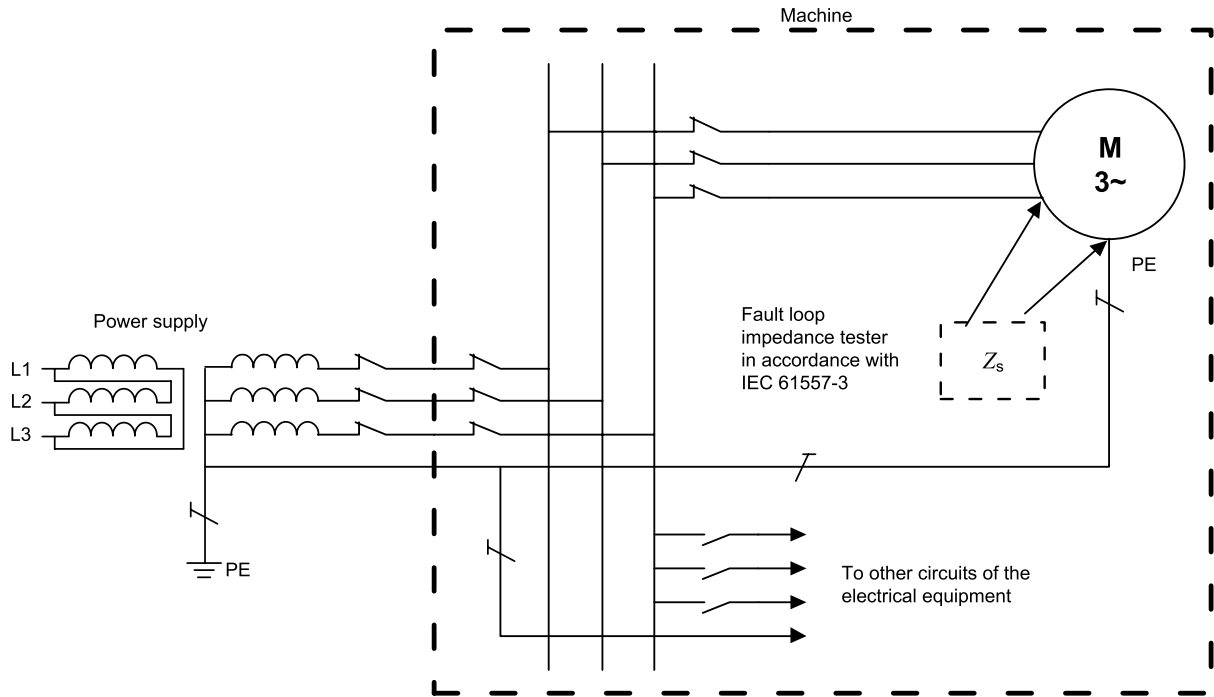 Machine
M
3~
PE
Fault loop
impedance tester
in accordance with
IEC 61557-3
Zs
Power supply
L1
L2
L3
PE
To other circuits of the
electrical equipment